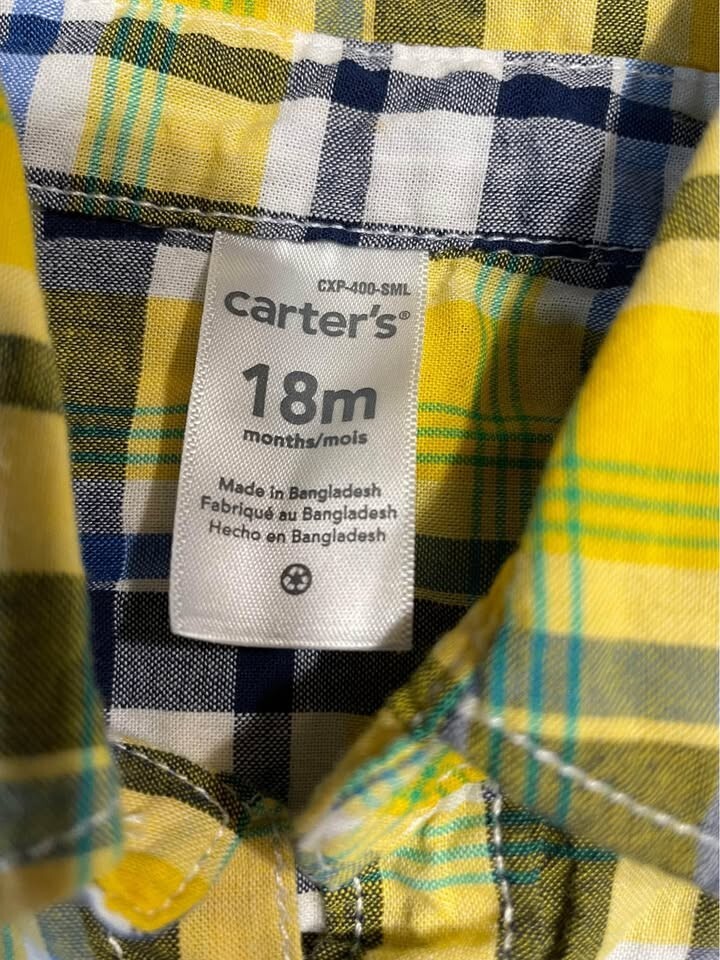 CXP-400-SML
carter's®
18m
months/mois
Made in Bangladesh
Fabriqué au Bangladesh
Hecho en Bangladesh